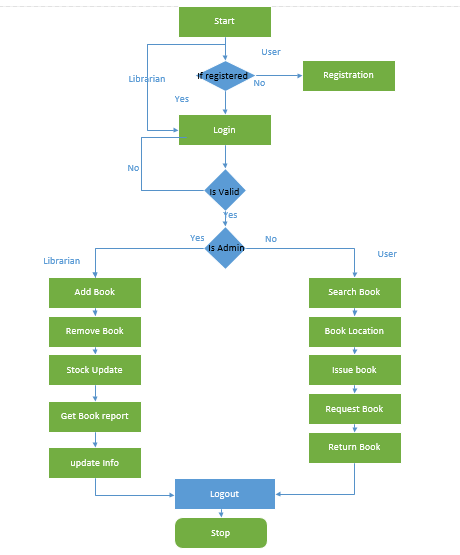 Start
User
If registered
Registration
Librarian
No
Yes
Login
No
Is Valid
Yes
Yes
No
Is Admin
Librarian
User
Add Book
Search Book
Remove Book
Book Location
Stock Update
Issue book
Get Book report
Request Book
Return Book
update Info
Logout
Stop